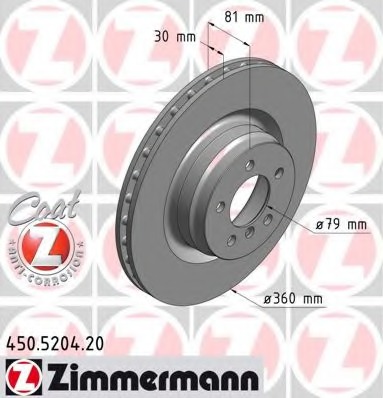 81 mm
30 mm
ø79 mm
ø360 mm
Coat
Z
ANTI-CORROSION
450.5204.20
Z Zimmermann